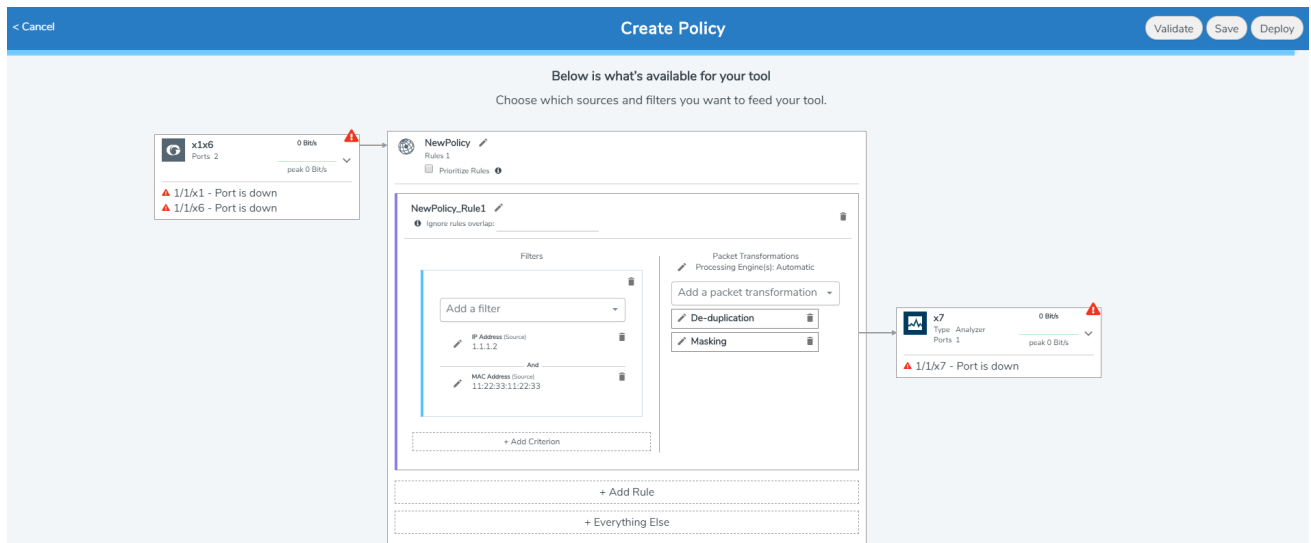 < Cancel
Create Policy
Validate
Save
Deploy
Below is what's available for your tool
Choose which sources and filters you want to feed your tool.
x1x6
Ports 2
0 Bit/s
peak 0 Bit/s
1/1/x1 - Port is down
1/1/x6 - Port is down
NewPolicy
Rules 1
Prioritize Rules
NewPolicy_Rule1
Ignore rules overlap:
Filters
Add a filter
IP Address (Source)
1.1.1.2
And
MAC Address (Source)
11:22:33:11:22:33
+ Add Criterion
Packet Transformations
Processing Engine(s): Automatic
Add a packet transformation
De-duplication
Masking
+ Add Rule
+ Everything Else
x7
Type Analyzer
Ports 1
0 Bit/s
peak 0 Bit/s
1/1/x7 - Port is down